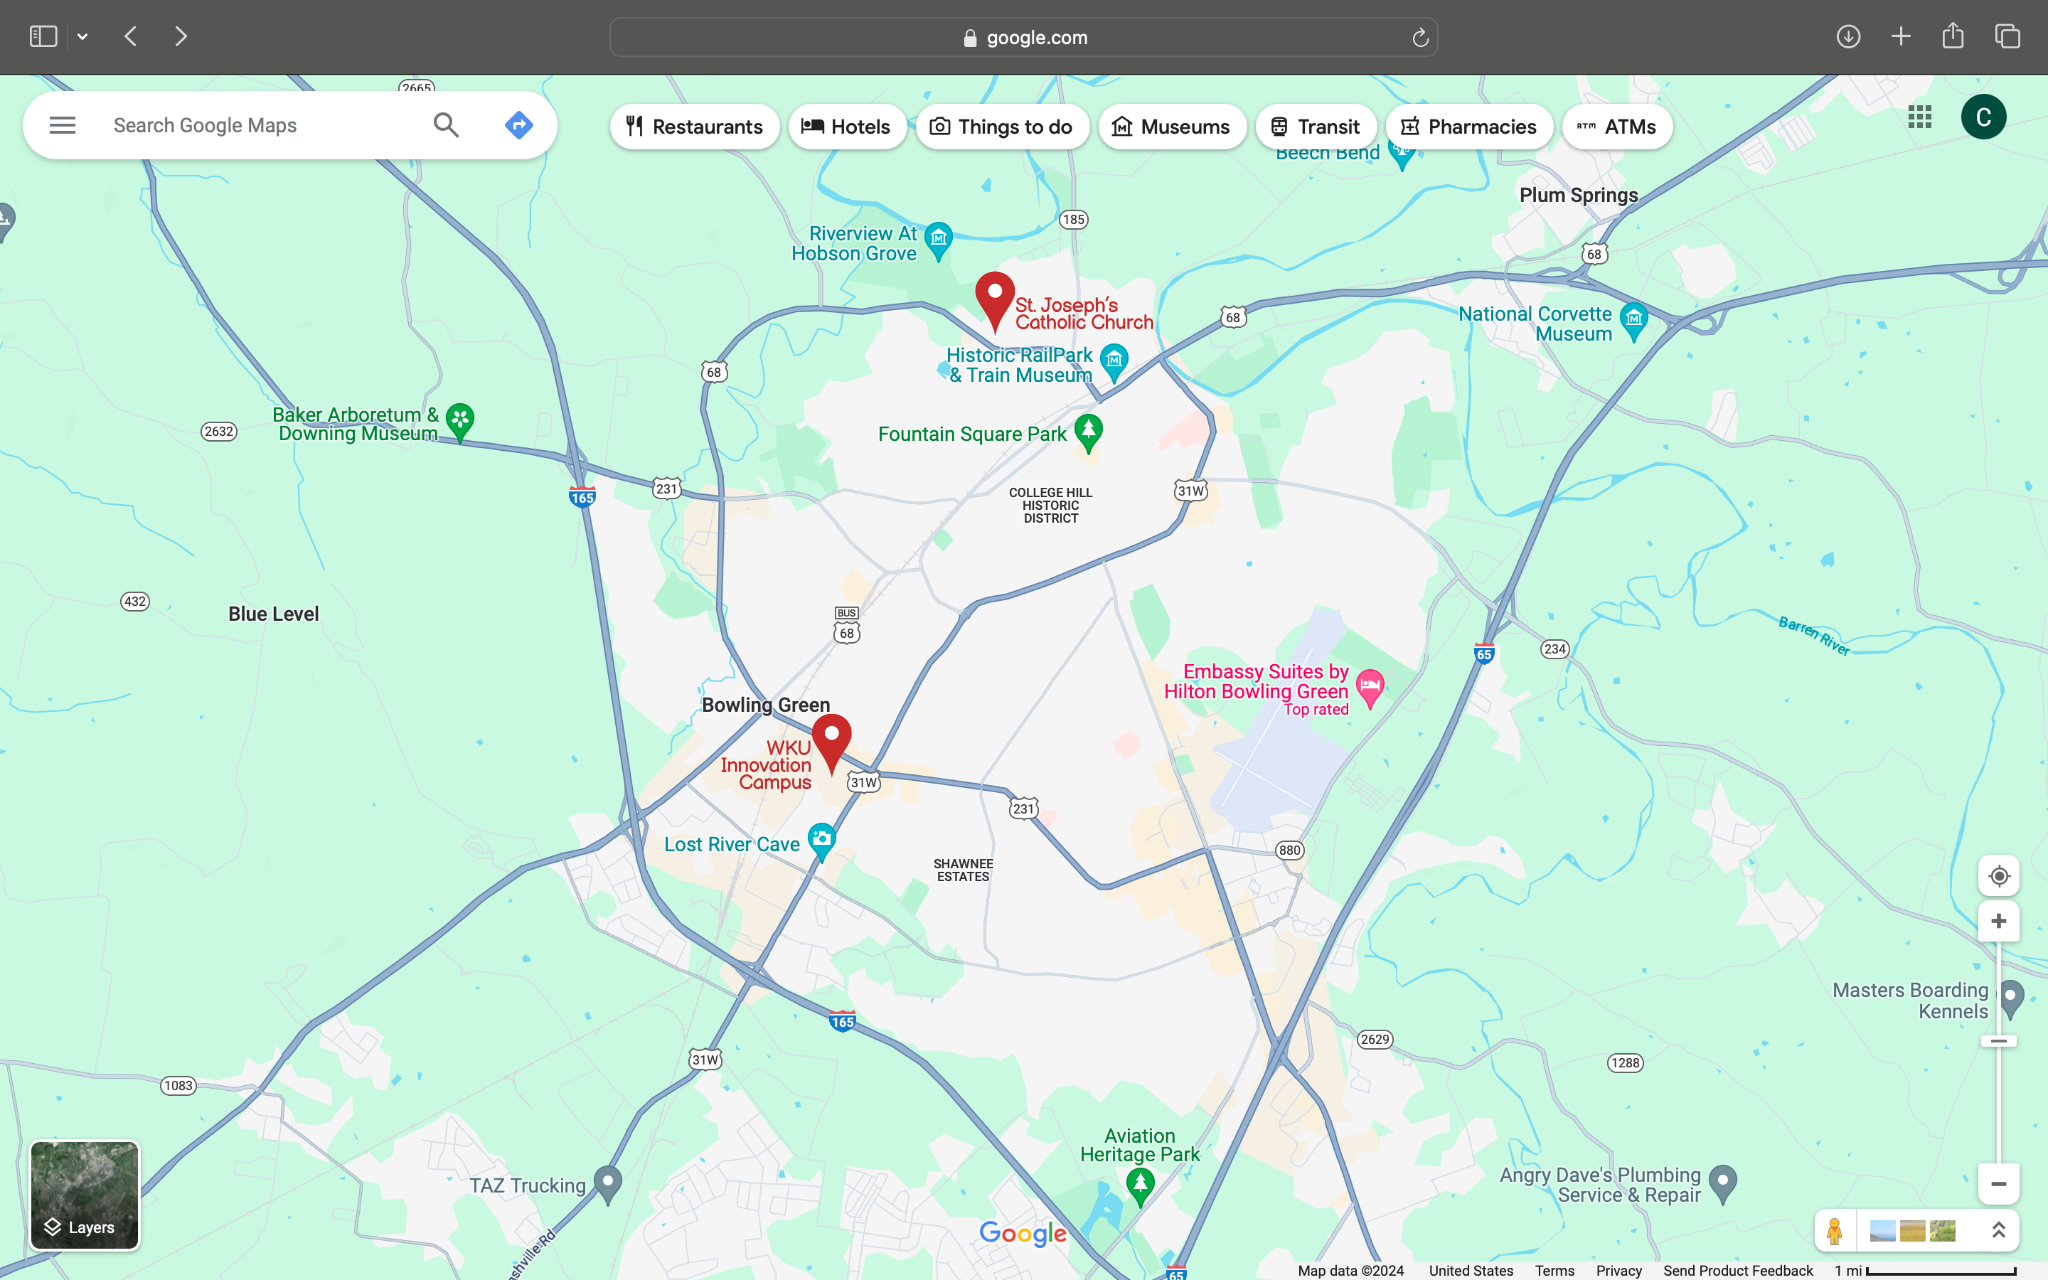 google.com
2665
Search Google Maps
Restaurants
Hotels
Things to do
Museums
Transit
Pharmacies
ATM
ATMs
C
Beech Bend
Plum Springs
185
Riverview At
Hobson Grove
68
St. Joseph's
Catholic Church
68
National Corvette
Museum
Historic RailPark
& Train Museum
68
Baker Arboretum &
Downing Museum
2632
Fountain Square Park
231
165
31W
COLLEGE HILL
HISTORIC
DISTRICT
432
Blue Level
BUS
68
Barren River
65
234
Embassy Suites by
Hilton Bowling Green
Top rated
Bowling Green
WKU
Innovation
Campus
31W
231
Lost River Cave
880
SHAWNEE
ESTATES
Masters Boarding
Kennels
165
2629
31W
1288
1083
Aviation
Heritage Park
TAZ Trucking
Angry Dave's Plumbing
Service & Repair
Layers
Google
ashville Rd
65
Map data ©2024
United States
Terms
Privacy
Send Product Feedback
1 mi